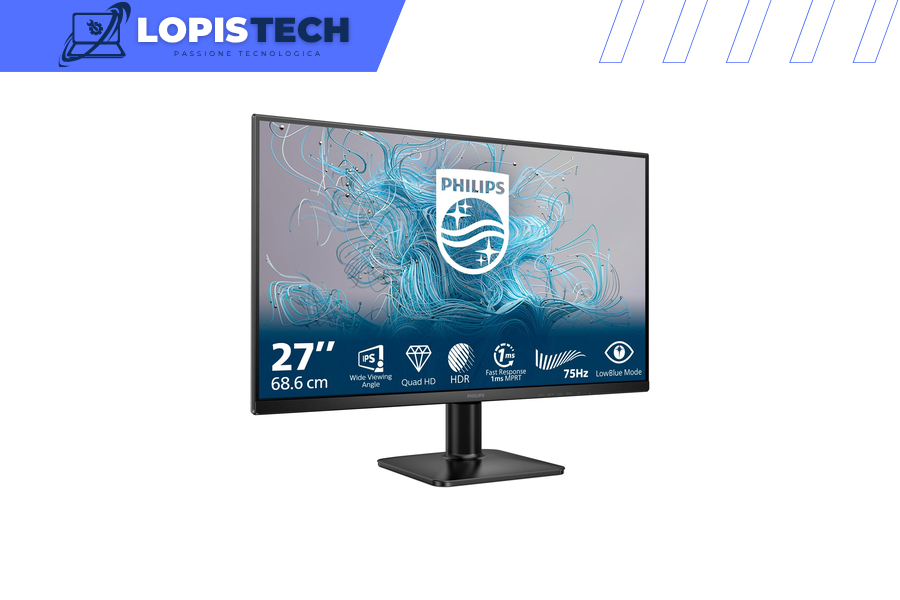 LOPISTECH
PASSIONE TECNOLOGICA
PHILIPS
27"
68.6 cm
IPS
Wide Viewing
Angle
Quad HD
HDR
1ms
Fast Response
1ms MPRT
75Hz
LowBlue Mode
PHILIPS